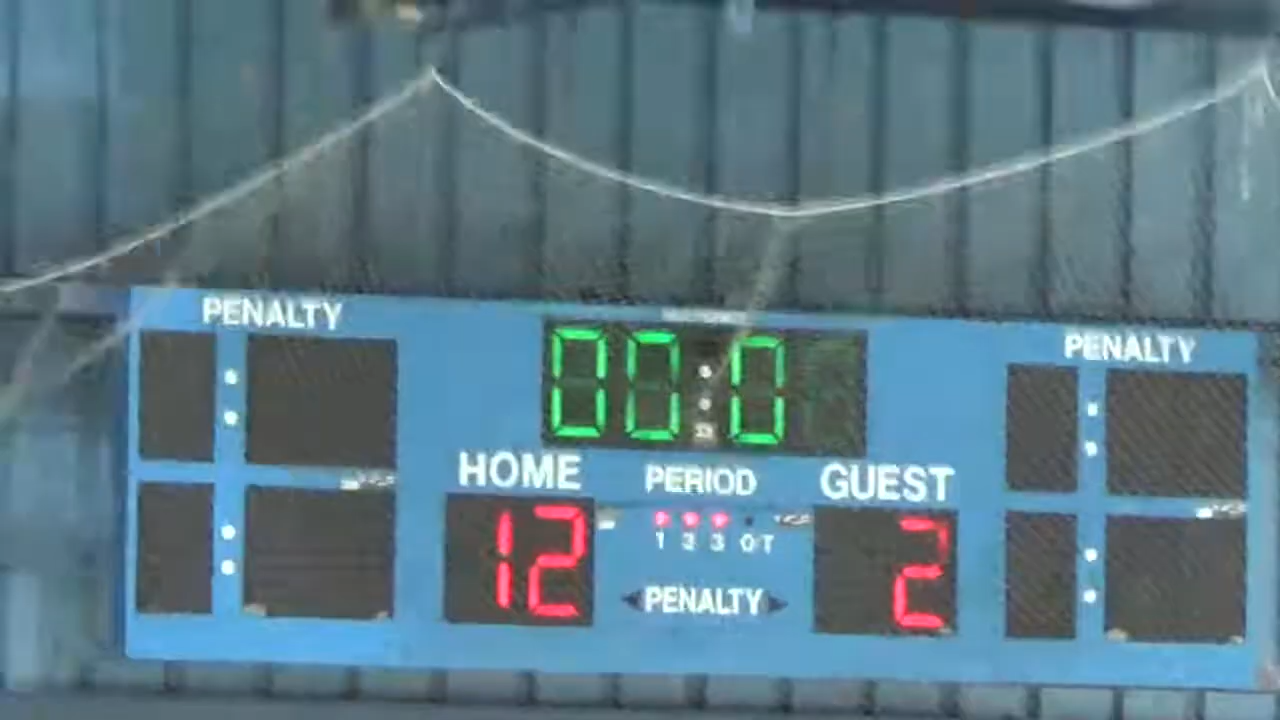 PENALTY
00:0
PENALTY
HOME PERIOD GUEST
12
1 2 3 OT
2
PENALTY